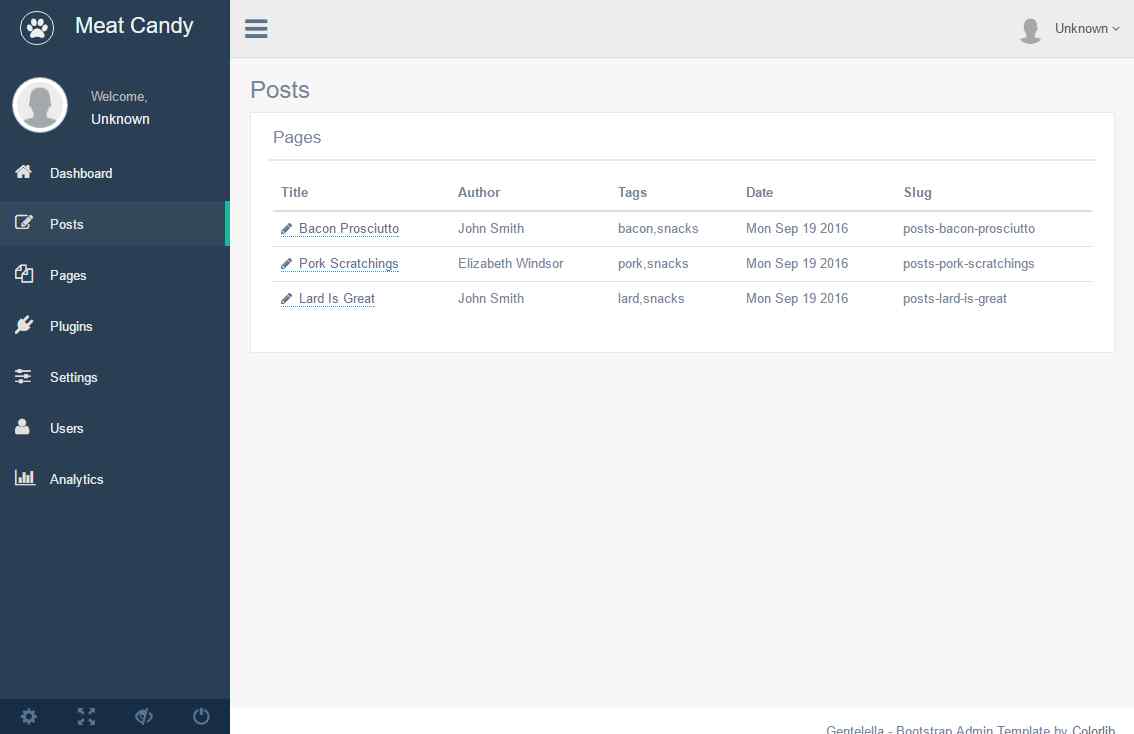 Meat Candy
Welcome,
Unknown
Dashboard
Posts
Pages
Plugins
Settings
Users
Analytics
Unknown
Posts
Pages
Title Author Tags Date Slug
Bacon Prosciutto John Smith bacon,snacks Mon Sep 19 2016 posts-bacon-prosciutto
Pork Scratchings Elizabeth Windsor pork,snacks Mon Sep 19 2016 posts-pork-scratchings
Lard Is Great John Smith lard,snacks Mon Sep 19 2016 posts-lard-is-great
Gentelella - Bootstrap Admin Template by Colorlib